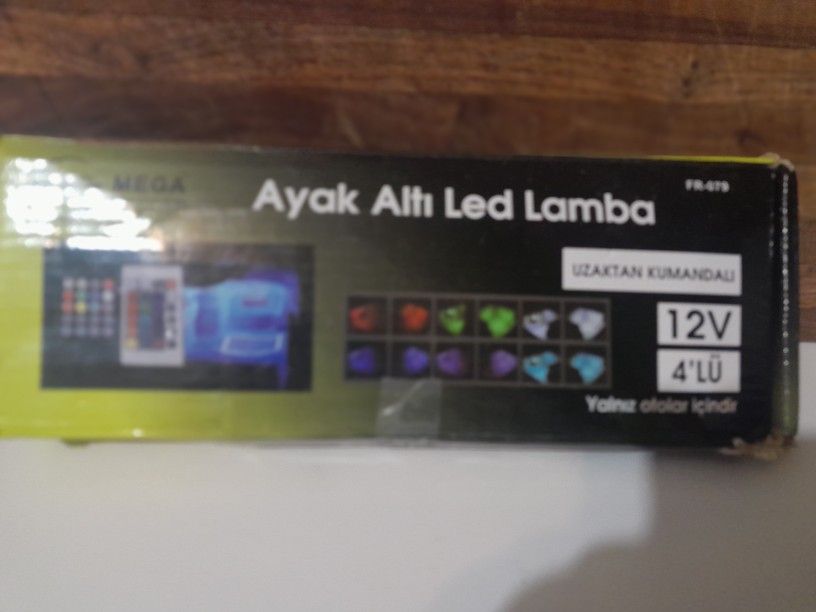 MEGA
Ayak Altı Led Lamba
FR-079
UZAKTAN KUMANDALI
12V
4'LÜ
Yalnız otolar içindir